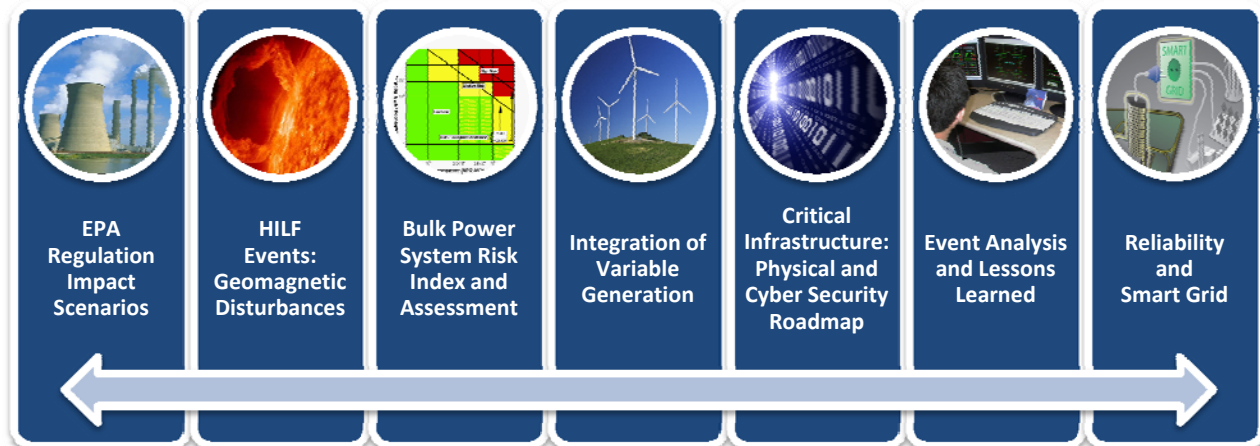 SMART
GRID
EPA
Regulation
Impact
Scenarios
HILF
Events:
Geomagnetic
Disturbances
Bulk Power
System Risk
Index and
Assessment
Integration of
Variable
Generation
Critical
Infrastructure:
Physical and
Cyber Security
Roadmap
Event Analysis
and Lessons
Learned
Reliability
and
Smart Grid